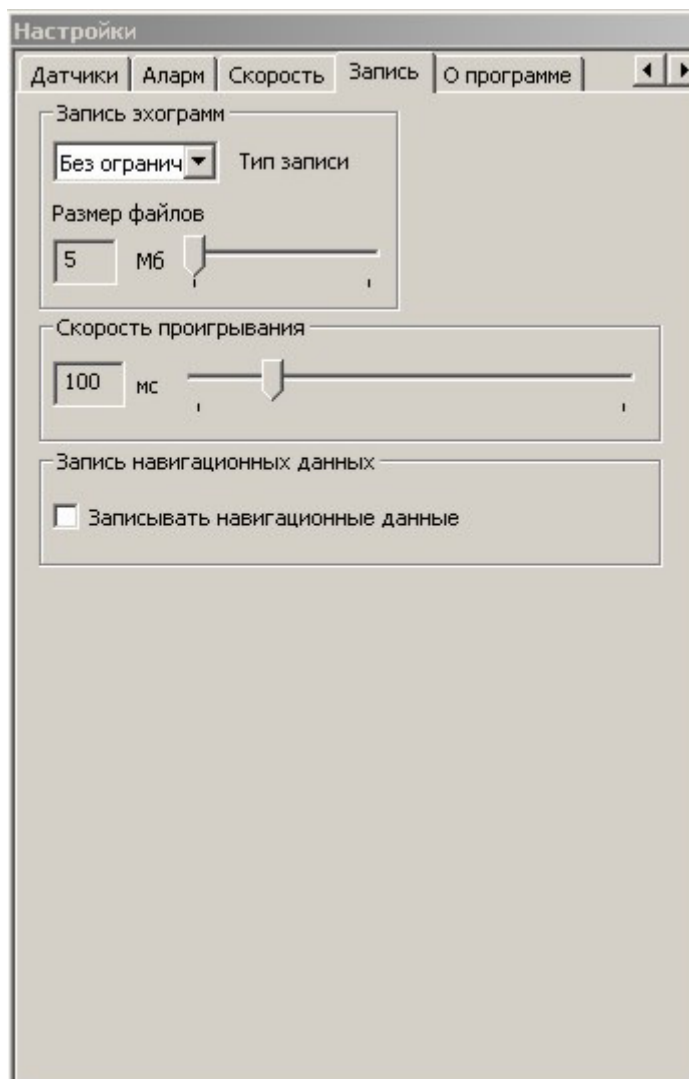 Настройки
Датчики Аларм Скорость Запись О программе
Запись эхограмм
Без огранич Тип записи
Размер файлов
5 Мб
Скорость проигрывания
100 мс
Запись навигационных данных
Записывать навигационные данные